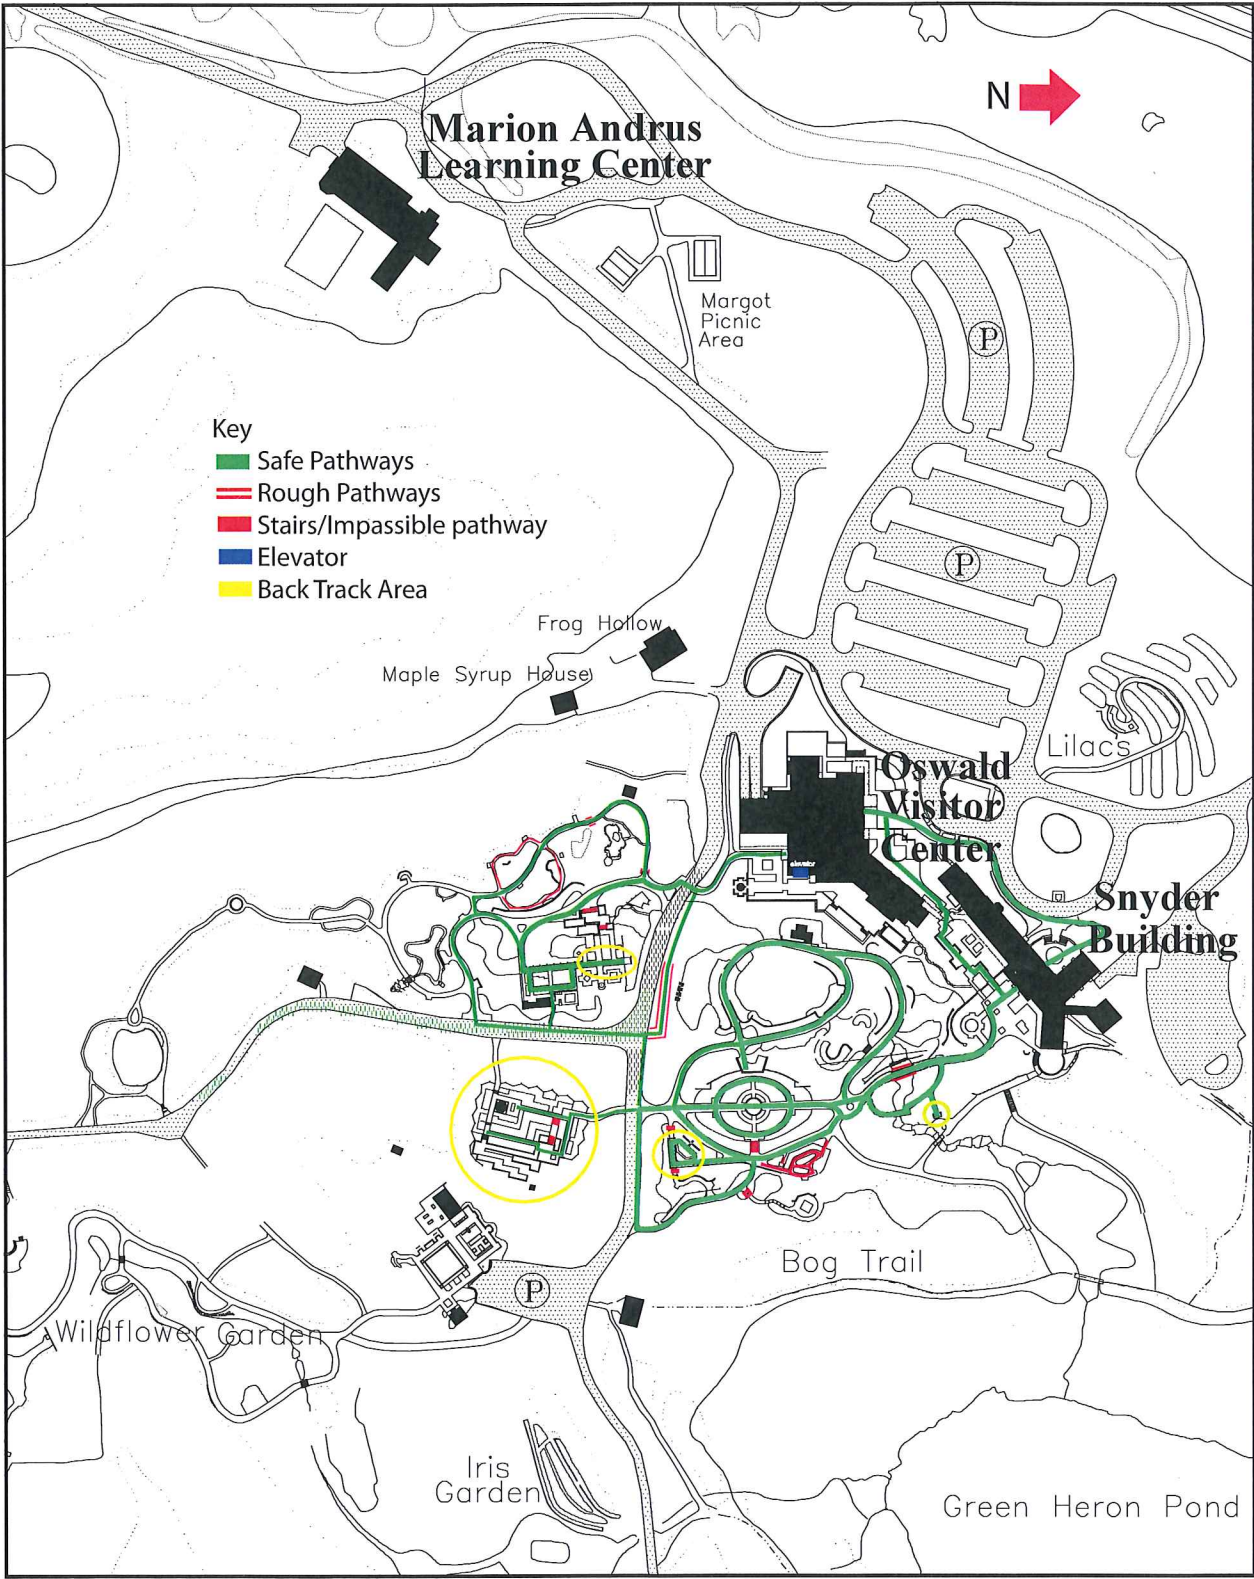 N
Marion Andrus
Learning Center
Margot
Picnic
Area
P
Key
Safe Pathways
Rough Pathways
Stairs/Impassible pathway
Elevator
Back Track Area
P
Frog Hollow
Maple Syrup House
Lilacs
Oswald
Visitor
Center
elevator
Snyder
Building
Bog Trail
P
Wildflower Garden
Iris
Garden
Green Heron Pond